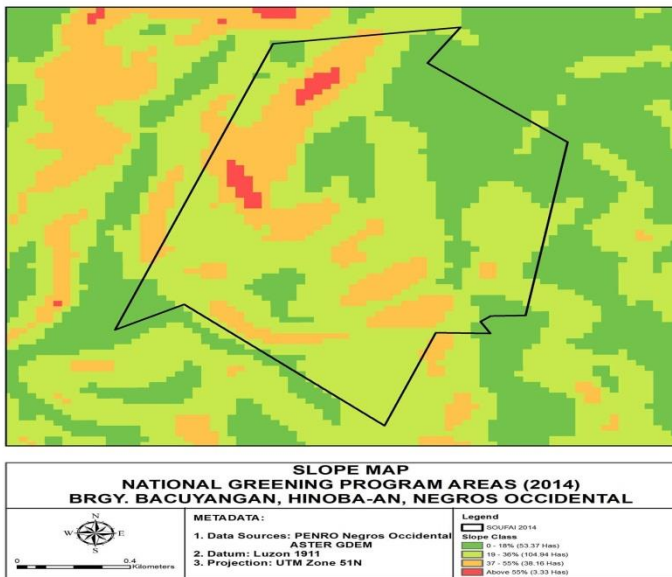 SLOPE MAP
NATIONAL GREENING PROGRAM AREAS (2014)
BRGY. BACUYANGAN, HINOBA-AN, NEGROS OCCIDENTAL
N
W
E
S
0
0.4
Kilometers
METADATA:
1. Data Sources: PENRO Negros Occidental
ASTER GDEM
2. Datum: Luzon 1911
3. Projection: UTM Zone 51N
Legend
SOUFAI 2014
Slope Class
0 - 18% (53.37 Has)
19 - 36% (104.94 Has)
37 - 55% (38.16 Has)
Above 55% (3.33 Has)